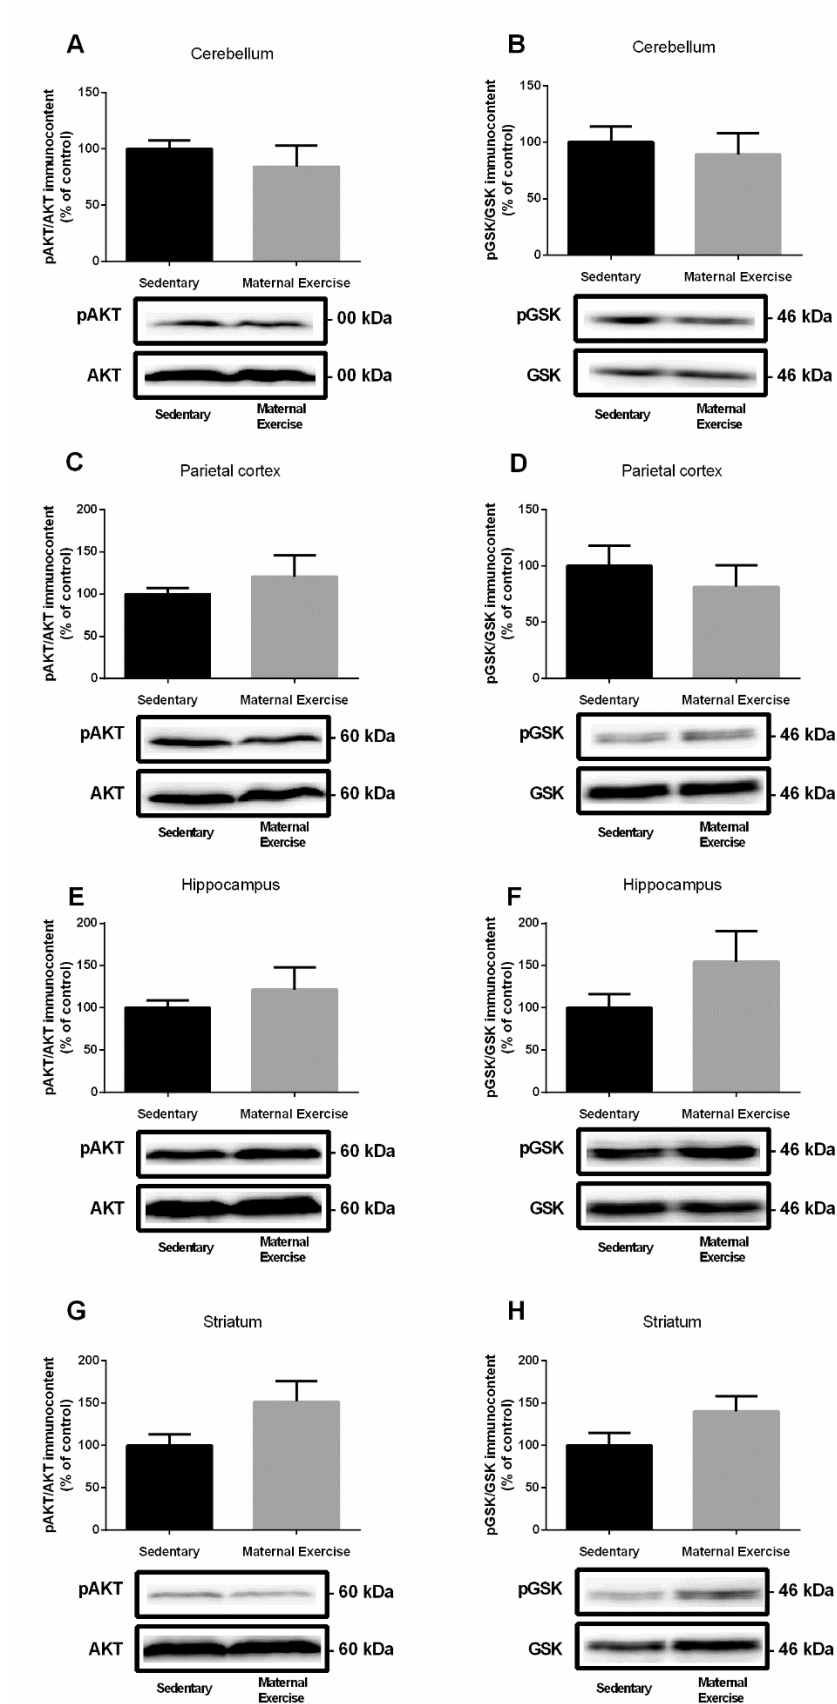 A
Cerebellum
pAKT/AKT immunocontent
(% of control)
150
100
50
0
Sedentary Maternal Exercise
pAKT
00 kDa
AKT
00 kDa
Sedentary Maternal
Exercise
B
Cerebellum
pGSK/GSK immunocontent
(% of control)
150
100
50
0
Sedentary Maternal Exercise
pGSK
46 kDa
GSK
46 kDa
Sedentary Maternal
Exercise
C
Parietal cortex
pAKT/AKT immunocontent
(% of control)
200
150
100
50
0
Sedentary Maternal Exercise
pAKT
60 kDa
AKT
60 kDa
Sedentary Maternal
Exercise
D
Parietal cortex
pGSK/GSK immunocontent
(% of control)
150
100
50
0
Sedentary Maternal Exercise
pGSK
46 kDa
GSK
46 kDa
Sedentary Maternal
Exercise
E
Hippocampus
pAKT/AKT immunocontent
(% of control)
200
150
100
50
0
Sedentary Maternal Exercise
pAKT
60 kDa
AKT
60 kDa
Sedentary Maternal
Exercise
F
Hippocampus
pGSK/GSK immunocontent
(% of control)
200
150
100
50
0
Sedentary Maternal Exercise
pGSK
46 kDa
GSK
46 kDa
Sedentary Maternal
Exercise
G
Striatum
pAKT/AKT immunocontent
(% of control)
200
150
100
50
0
Sedentary Maternal Exercise
pAKT
60 kDa
AKT
60 kDa
Sedentary Maternal
Exercise
H
Striatum
pGSK/GSK immunocontent
(% of control)
200
150
100
50
0
Sedentary Maternal Exercise
pGSK
46 kDa
GSK
46 kDa
Sedentary Maternal
Exercise